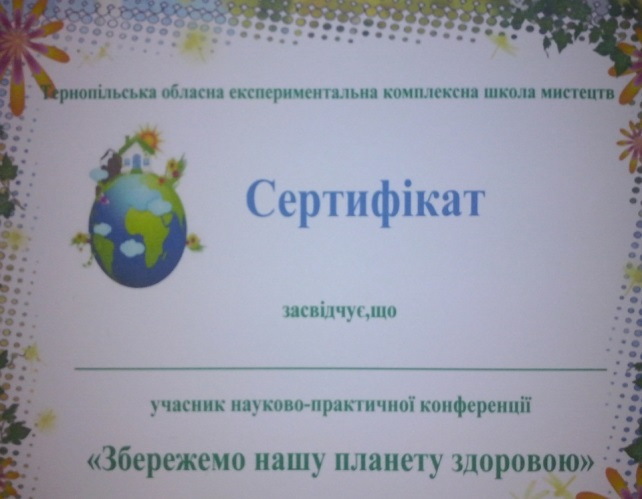 Тернопільська обласна експериментальна комплексна школа мистецтв
Сертифікат
засвідчує,що
учасник науково-практичної конференції
«Збережемо нашу планету здоровою»